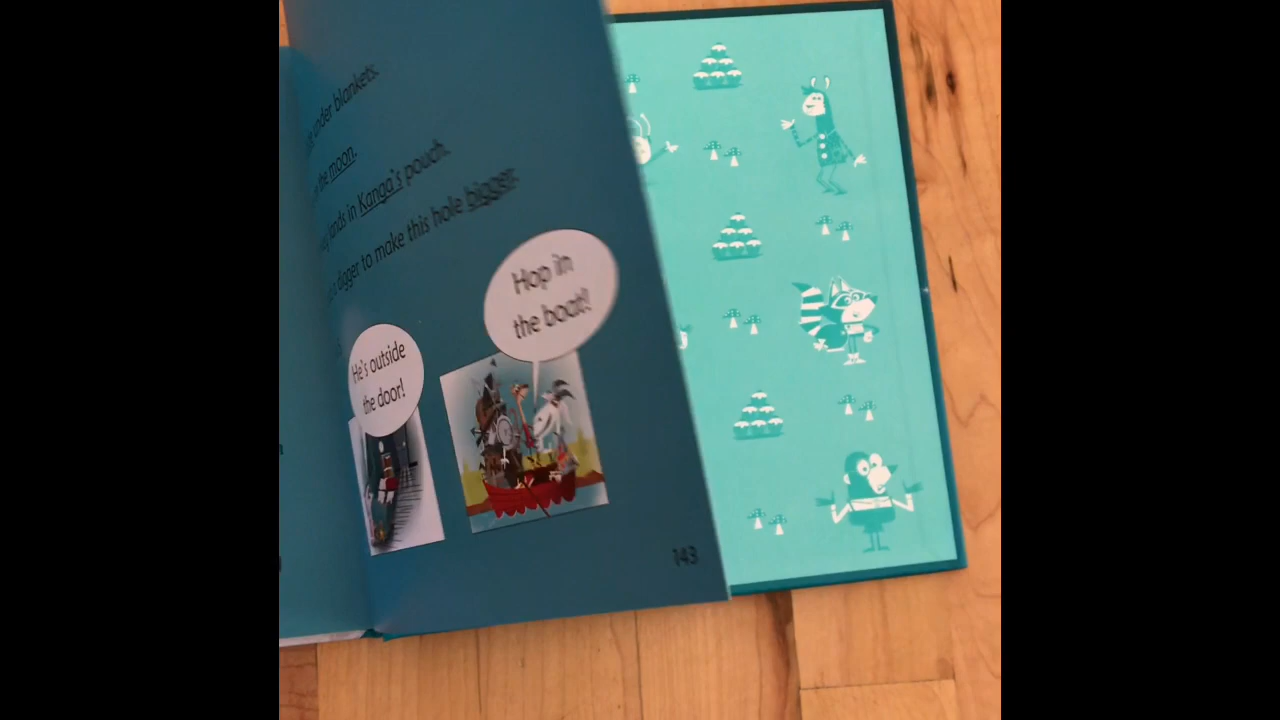 under blankets.
the moon.
lands in Kanga's pouch.
digger to make this hole bigger.
Hop in
the boat!
He's outside
the door!
143